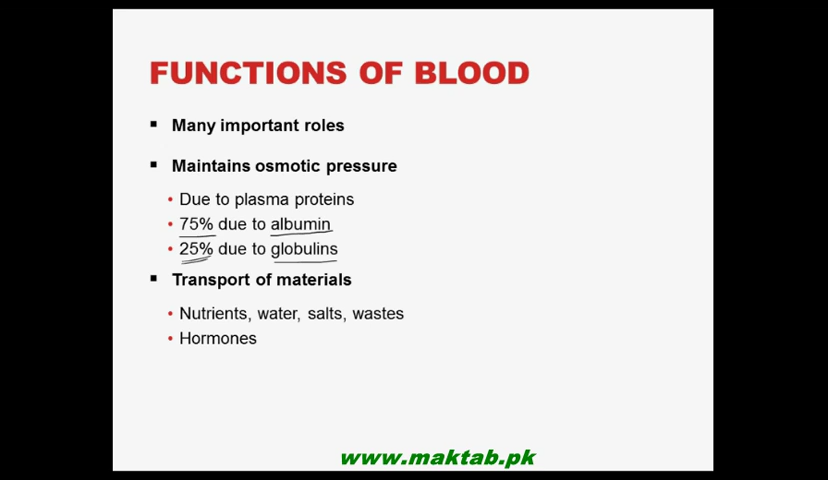 FUNCTIONS OF BLOOD
▪ Many important roles
▪ Maintains osmotic pressure
• Due to plasma proteins
• 75% due to albumin
• 25% due to globulins
▪ Transport of materials
• Nutrients, water, salts, wastes
• Hormones
www.maktab.pk